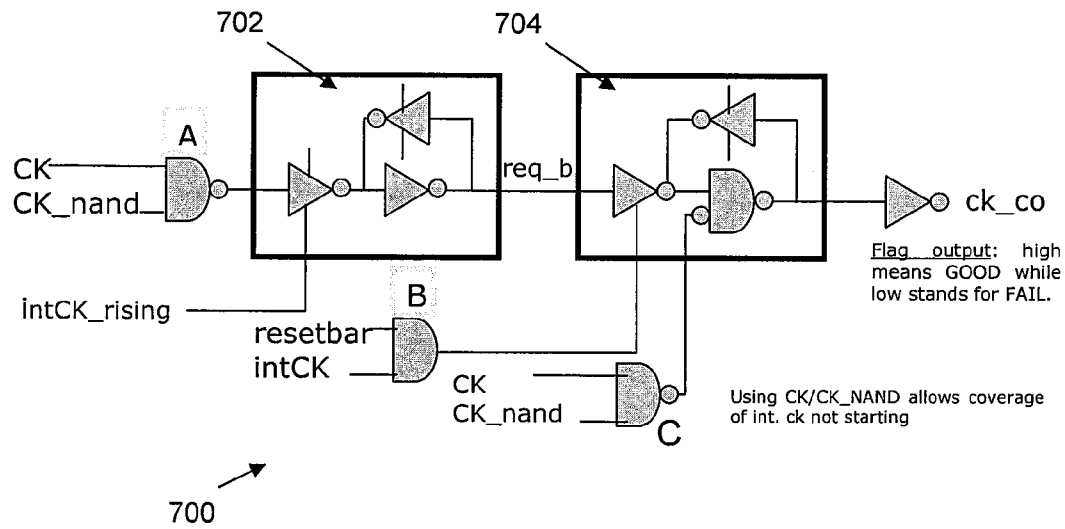 702
704
A
CK
CK_nand
req_b
ck_co
Flag output: high
means GOOD while
low stands for FAIL.
intCK_rising
B
resetbar
intCK
CK
CK_nand
C
Using CK/CK_NAND allows coverage
of int. ck not starting
700